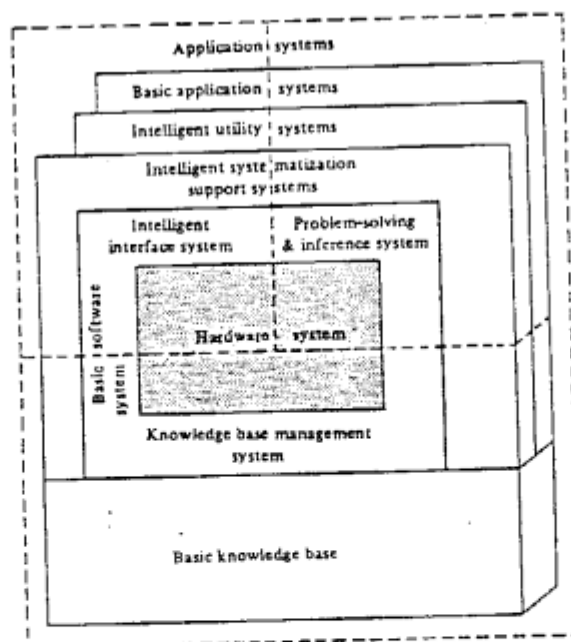 Application systems
Basic application systems
Intelligent utility systems
Intelligent systematization
support systems
Intelligent
interface system
Problem-solving
& inference system
Hardware system
Basic software
system
Knowledge base management
system
Basic knowledge base